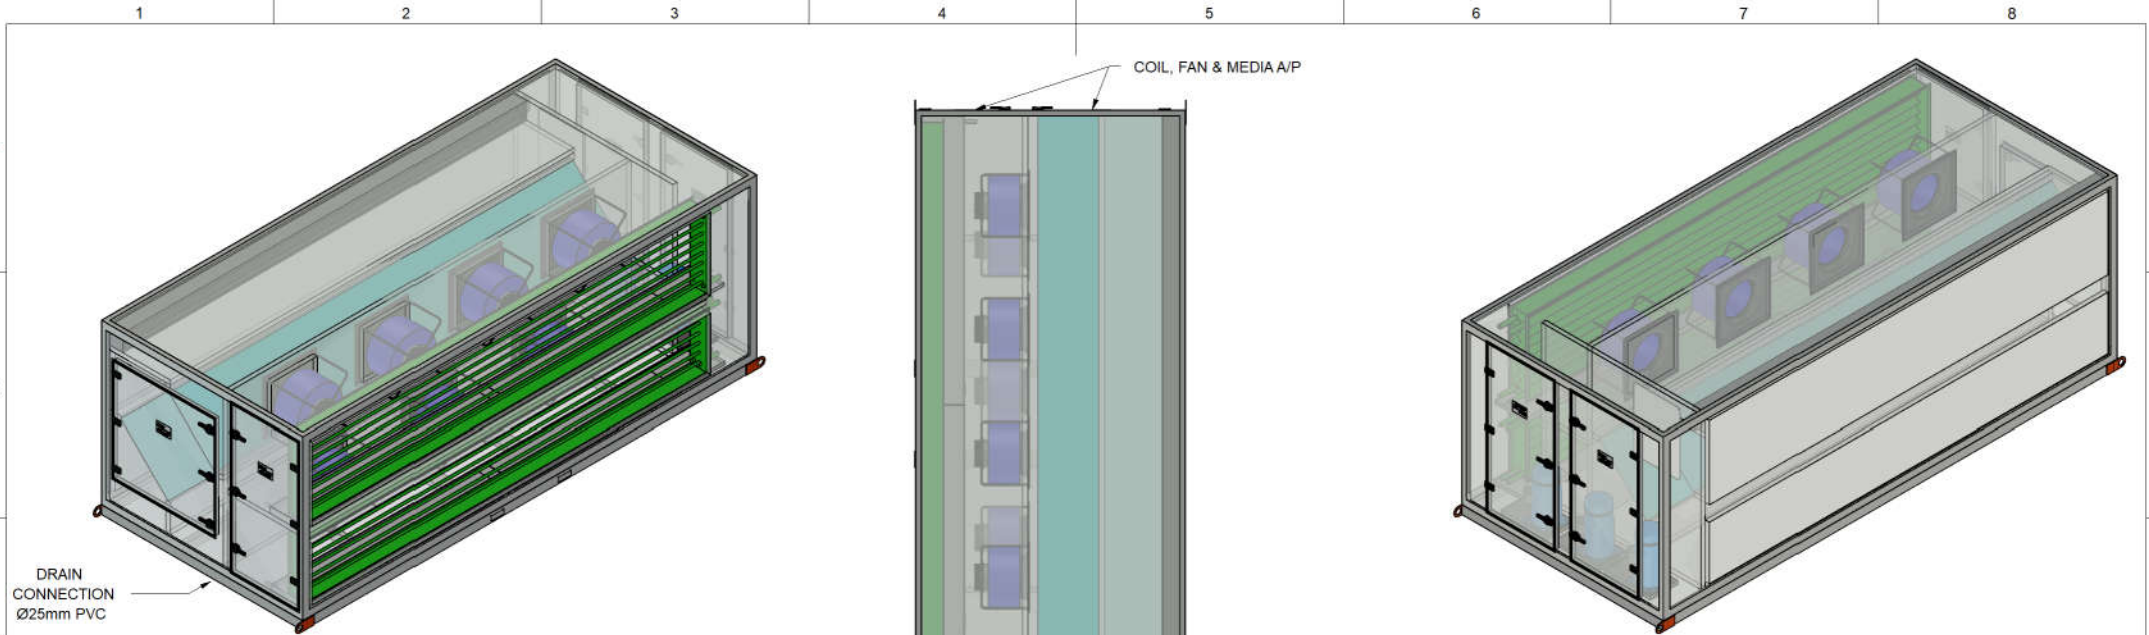 1 2 3 4 5 6 7 8
COIL, FAN & MEDIA A/P
DRAIN
CONNECTION
Ø25mm PVC